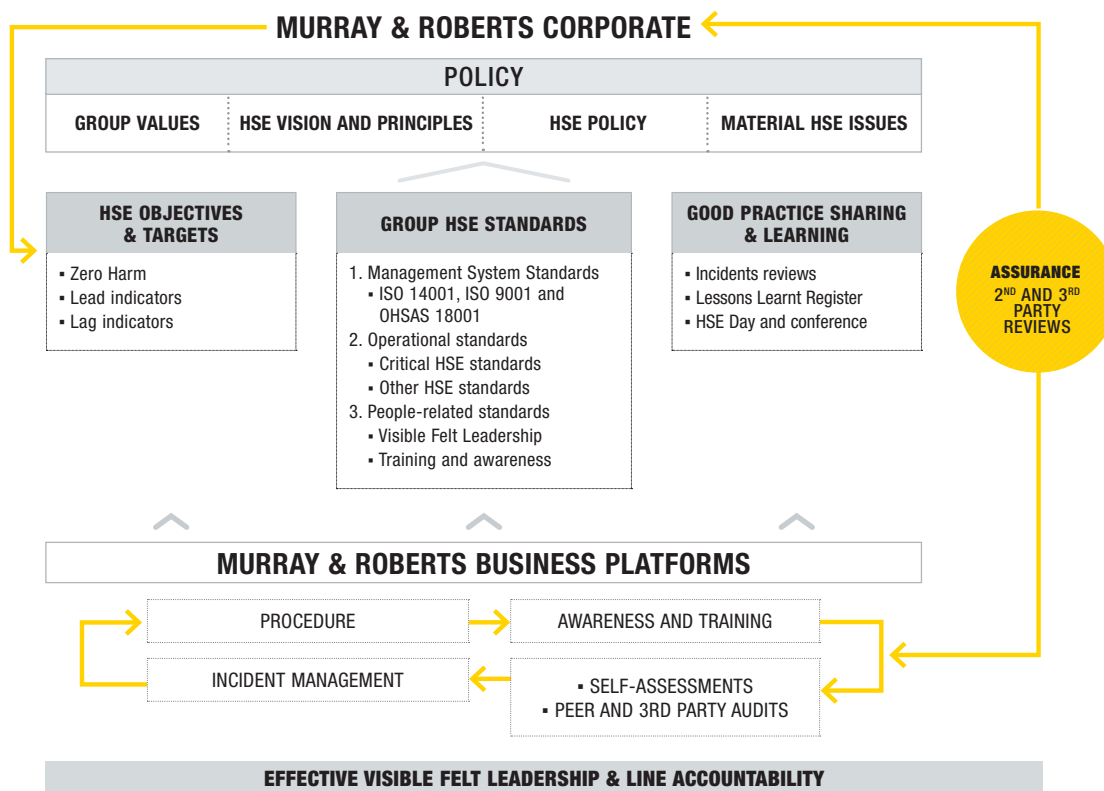 MURRAY & ROBERTS CORPORATE
POLICY
GROUP VALUES
HSE VISION AND PRINCIPLES
HSE POLICY
MATERIAL HSE ISSUES
HSE OBJECTIVES
& TARGETS
▪ Zero Harm
▪ Lead indicators
▪ Lag indicators
GROUP HSE STANDARDS
1. Management System Standards
▪ ISO 14001, ISO 9001 and
OHSAS 18001
2. Operational standards
▪ Critical HSE standards
▪ Other HSE standards
3. People-related standards
▪ Visible Felt Leadership
▪ Training and awareness
GOOD PRACTICE SHARING
& LEARNING
▪ Incidents reviews
▪ Lessons Learnt Register
▪ HSE Day and conference
ASSURANCE
2ND AND 3RD
PARTY
REVIEWS
MURRAY & ROBERTS BUSINESS PLATFORMS
PROCEDURE
AWARENESS AND TRAINING
INCIDENT MANAGEMENT
▪ SELF-ASSESSMENTS
▪ PEER AND 3RD PARTY AUDITS
EFFECTIVE VISIBLE FELT LEADERSHIP & LINE ACCOUNTABILITY